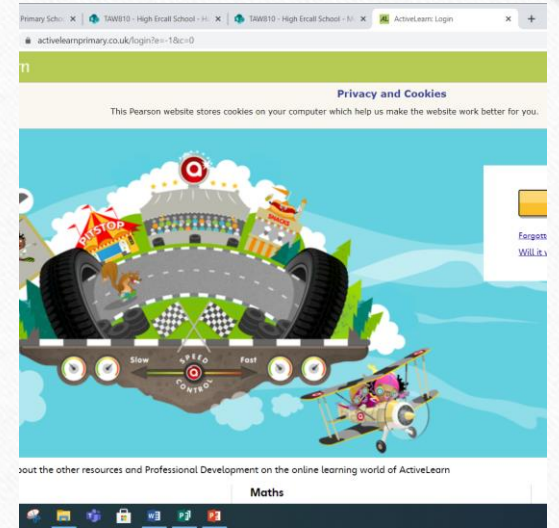 Primary Scho
TAW810 - High Ercall School - H
TAW810 - High Ercall School - M
AL ActiveLearn: Login
activelearnprimary.co.uk/login?e=-1&c=0
Privacy and Cookies
This Pearson website stores cookies on your computer which help us make the website work better for you.
a
PITSTOP
SNACKS
Forgott
Will it
Slow
SPEED
a
CONTROL
Fast
out the other resources and Professional Development on the online learning world of ActiveLearn
Maths